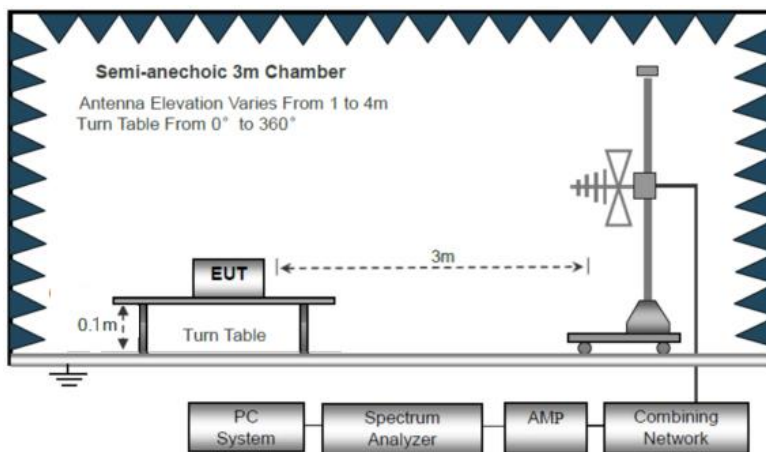 Semi-anechoic 3m Chamber
Antenna Elevation Varies From 1 to 4m
Turn Table From 0° to 360°
3m
EUT
0.1m
Turn Table
PC
System
Spectrum
Analyzer
AMP
Combining
Network